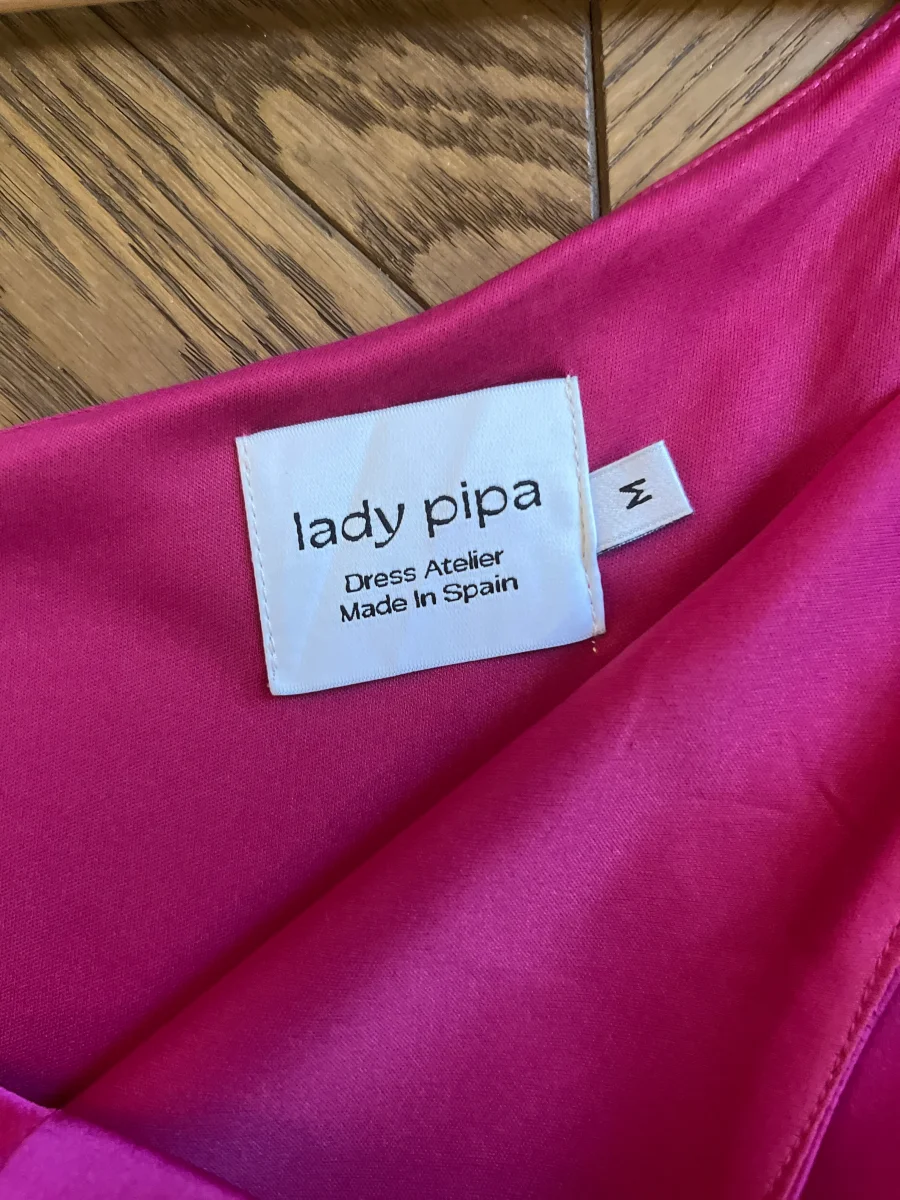 lady pipa
Dress Atelier
Made In Spain
M